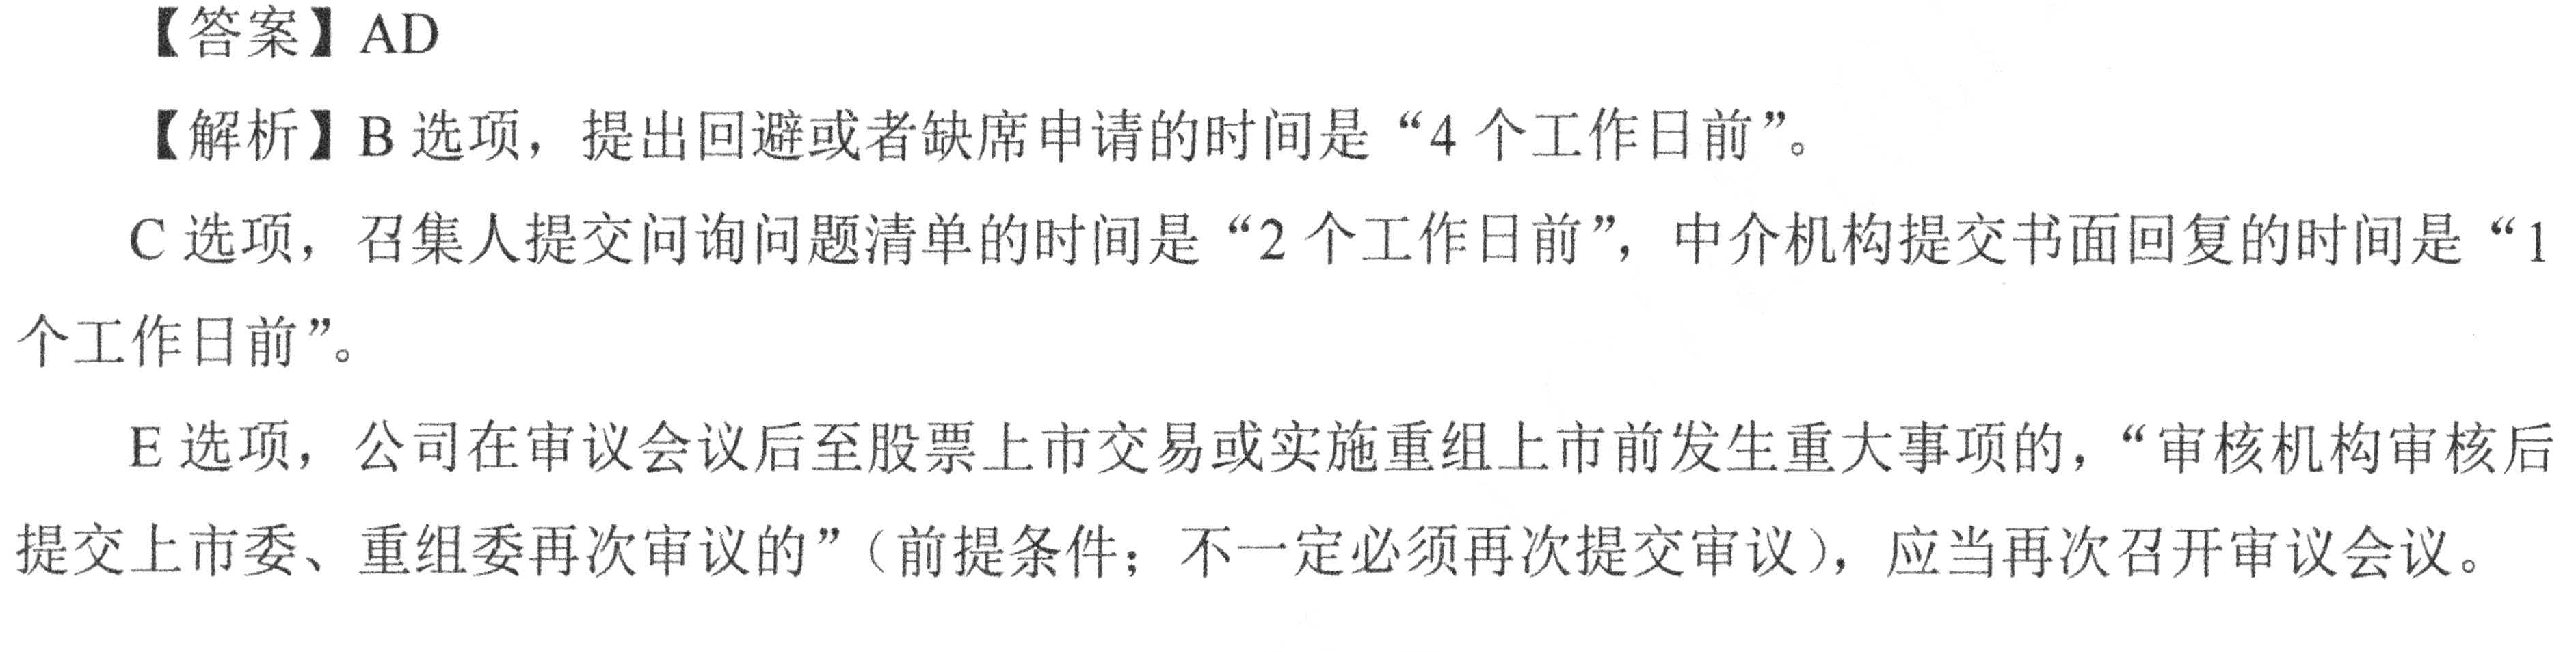 【答案】AD
【解析】B 选项，提出回避或者缺席申请的时间是“4 个工作日前”。
C 选项，召集人提交问询问题清单的时间是“2 个工作日前”，中介机构提交书面回复的时间是“1
个工作日前”。
E 选项，公司在审议会议后至股票上市交易或实施重组上市前发生重大事项的，“审核机构审核后
提交上市委、重组委再次审议的”（前提条件；不一定必须再次提交审议），应当再次召开审议会议。